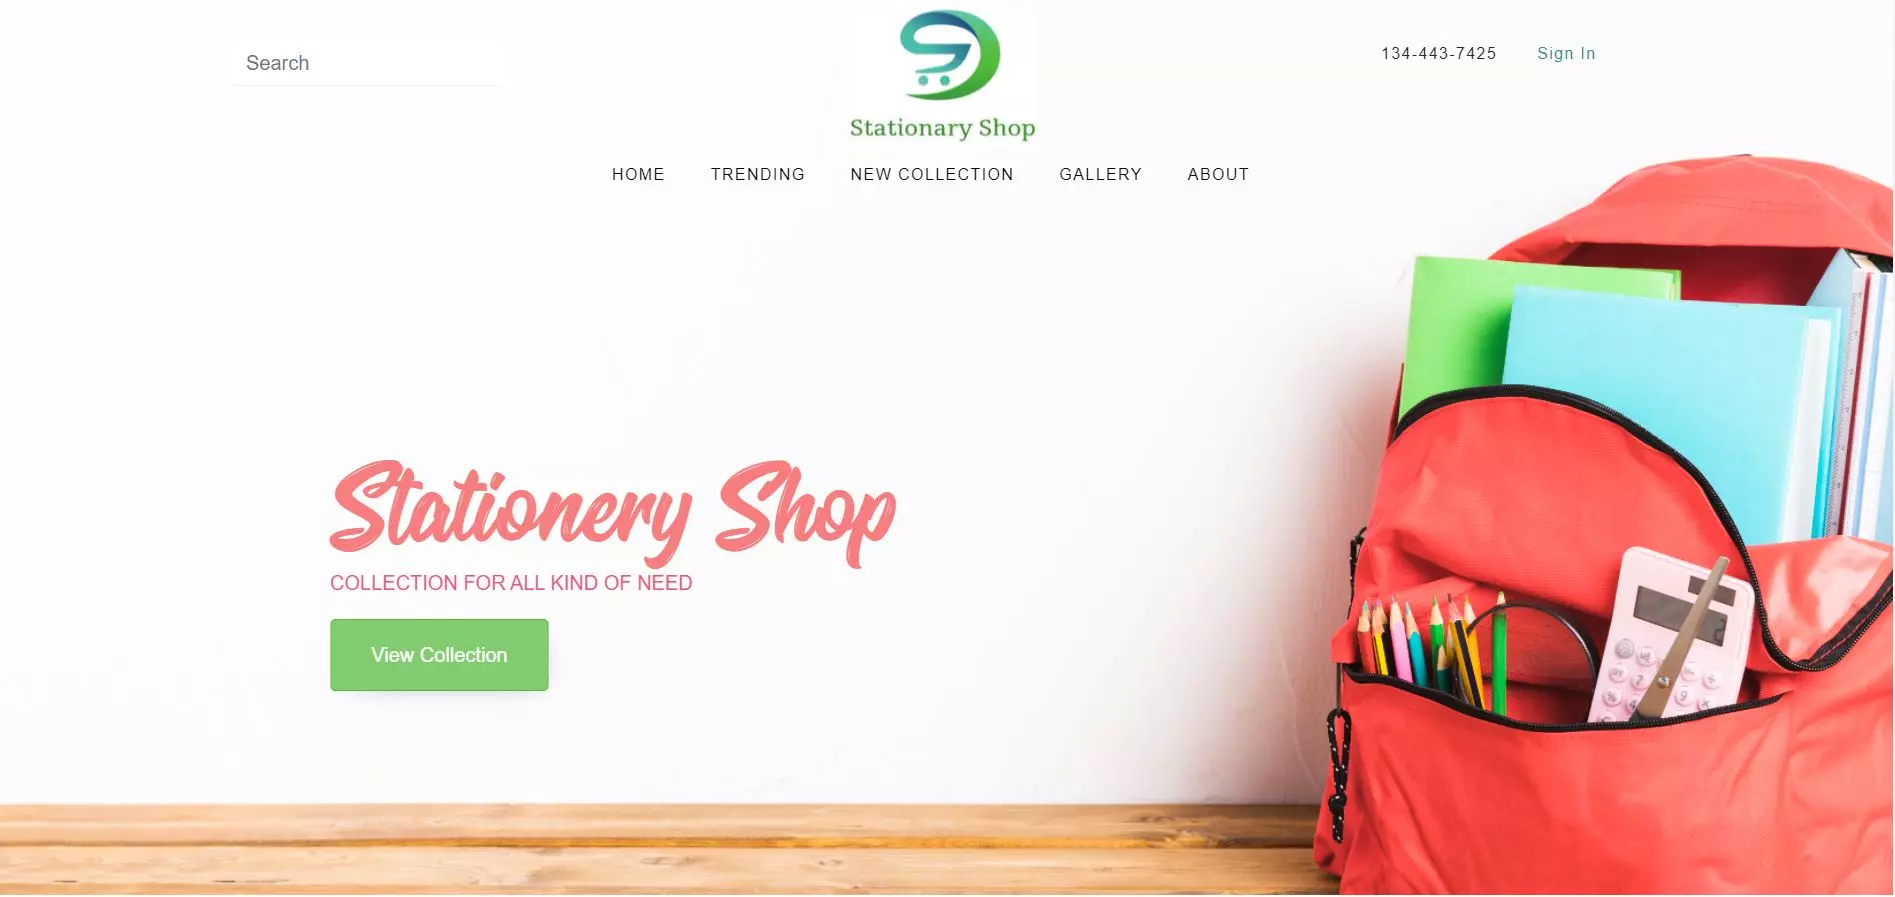 Search
134-443-7425
Sign In
Stationary Shop
HOME
TRENDING
NEW COLLECTION
GALLERY
ABOUT
Stationery Shop
COLLECTION FOR ALL KIND OF NEED
View Collection